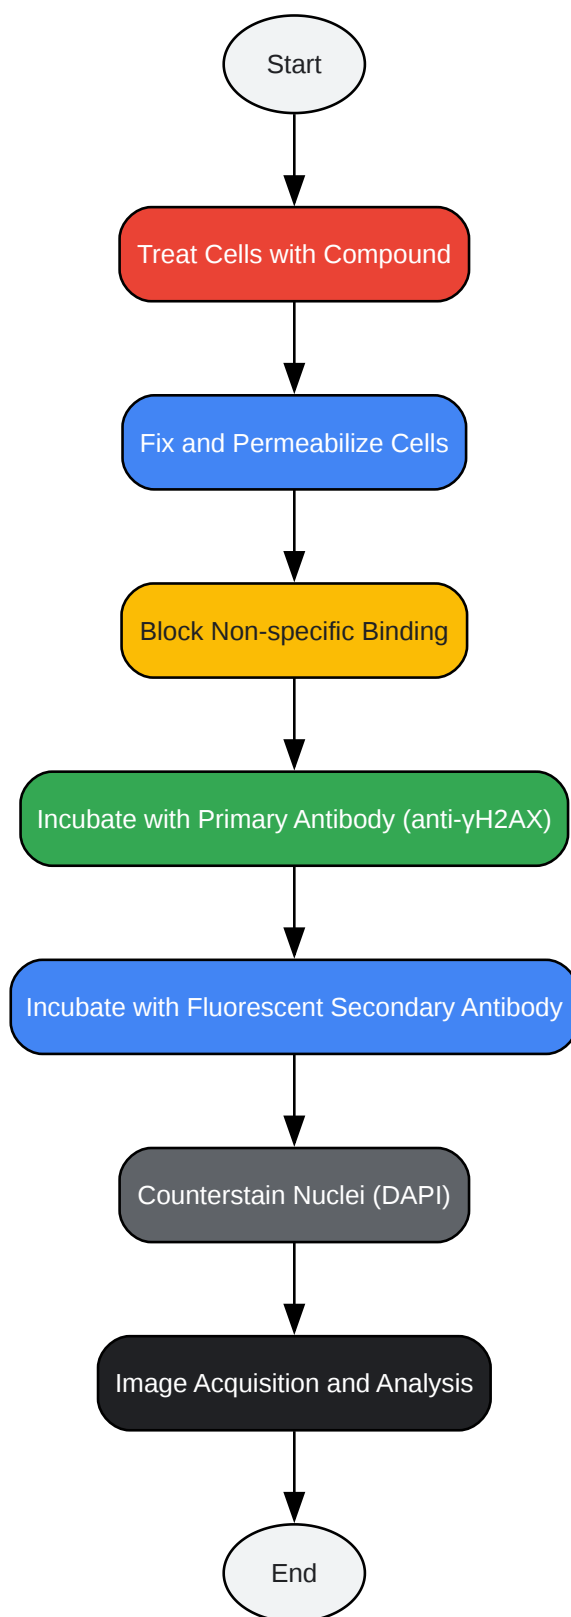 Start
Treat Cells with Compound
Fix and Permeabilize Cells
Block Non-specific Binding
Incubate with Primary Antibody (anti-γH2AX)
Incubate with Fluorescent Secondary Antibody
Counterstain Nuclei (DAPI)
Image Acquisition and Analysis
End